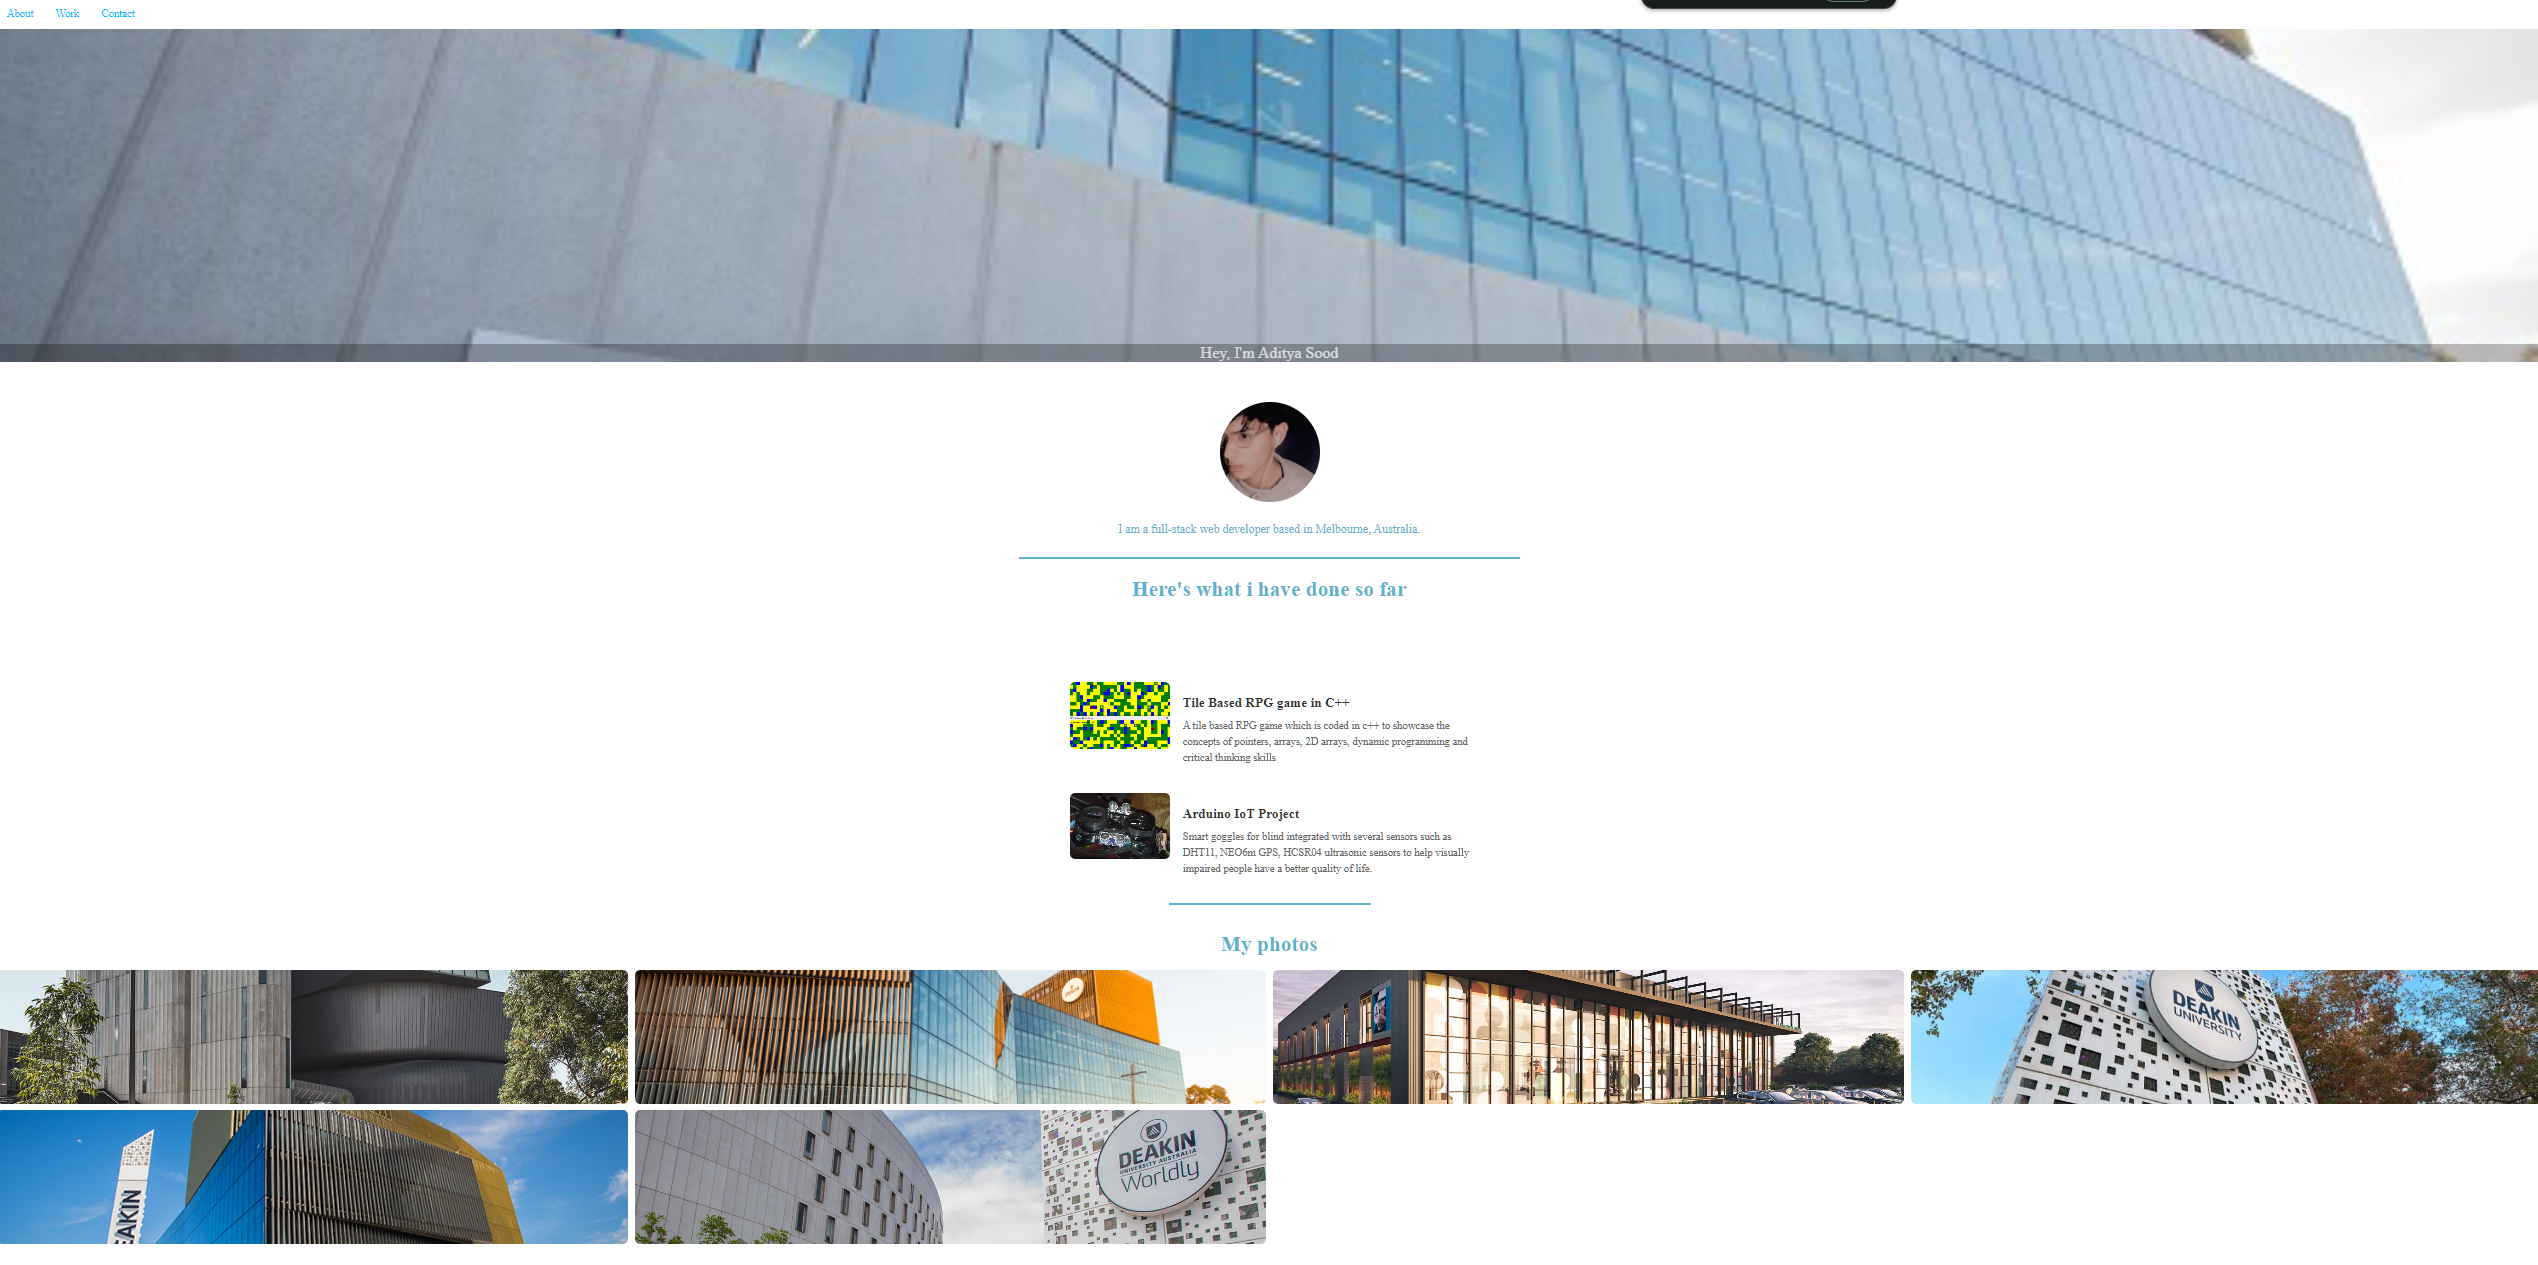 About Work Contact
Hey, I'm Aditya Sood
I am a full-stack web developer based in Melbourne, Australia.
Here's what i have done so far
Tile Based RPG game in C++
A tile based RPG game which is coded in c++ to showcase the
concepts of pointers, arrays, 2D arrays, dynamic programming and
critical thinking skills
Arduino IoT Project
Smart goggles for blind integrated with several sensors such as
DHT11, NEO6m GPS, HCSR04 ultrasonic sensors to help visually
impaired people have a better quality of life.
My photos
DEAKIN
UNIVERSITY
EAKIN
DEAKIN
UNIVERSITY AUSTRALIA
Worldly